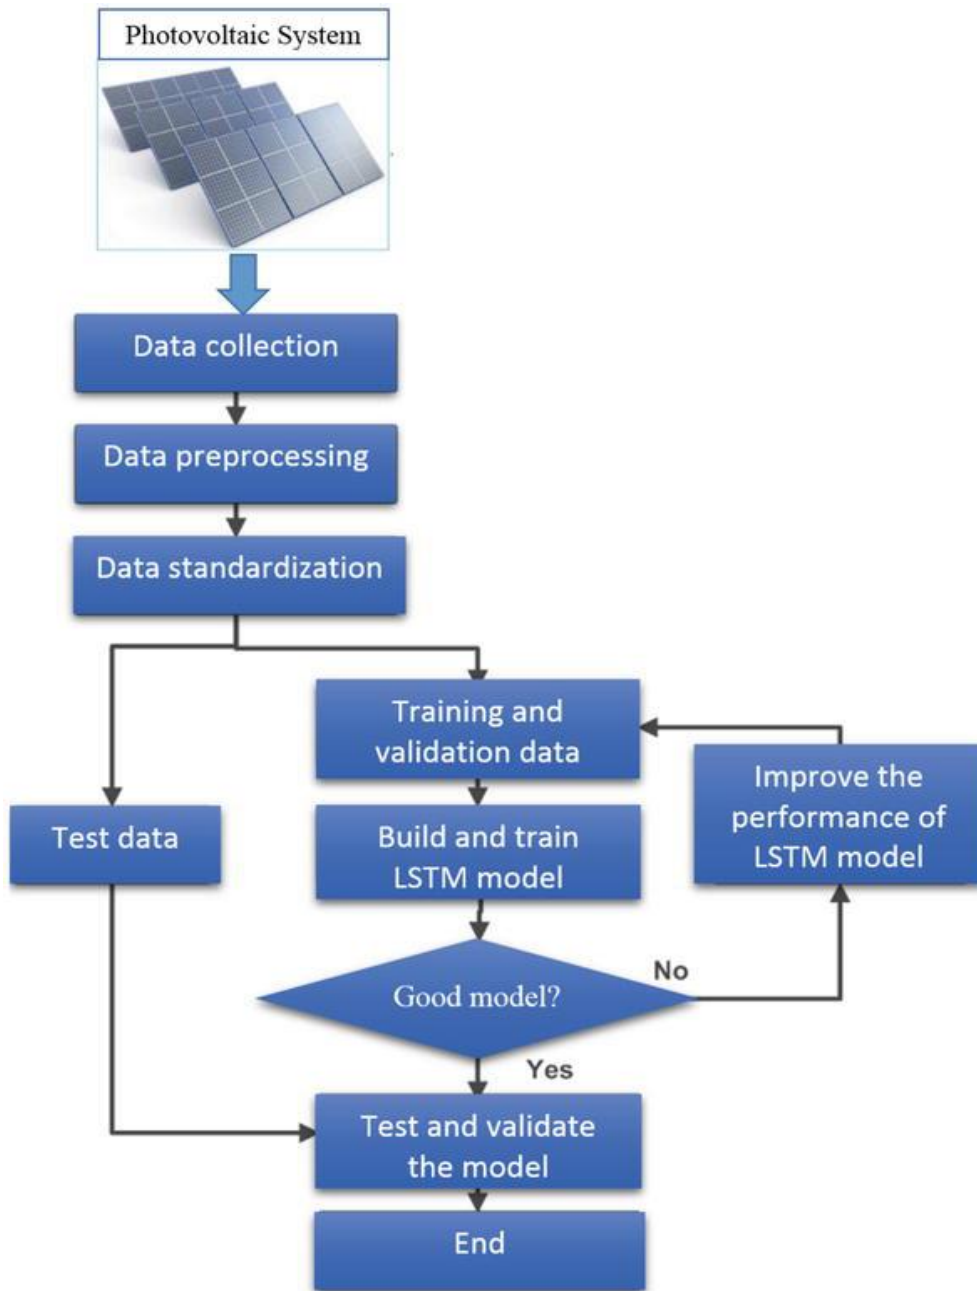 Photovoltaic System
Data collection
Data preprocessing
Data standardization
Training and
validation data
Improve the
performance of
LSTM model
Test data
Build and train
LSTM model
Good model?
No
Yes
Test and validate
the model
End